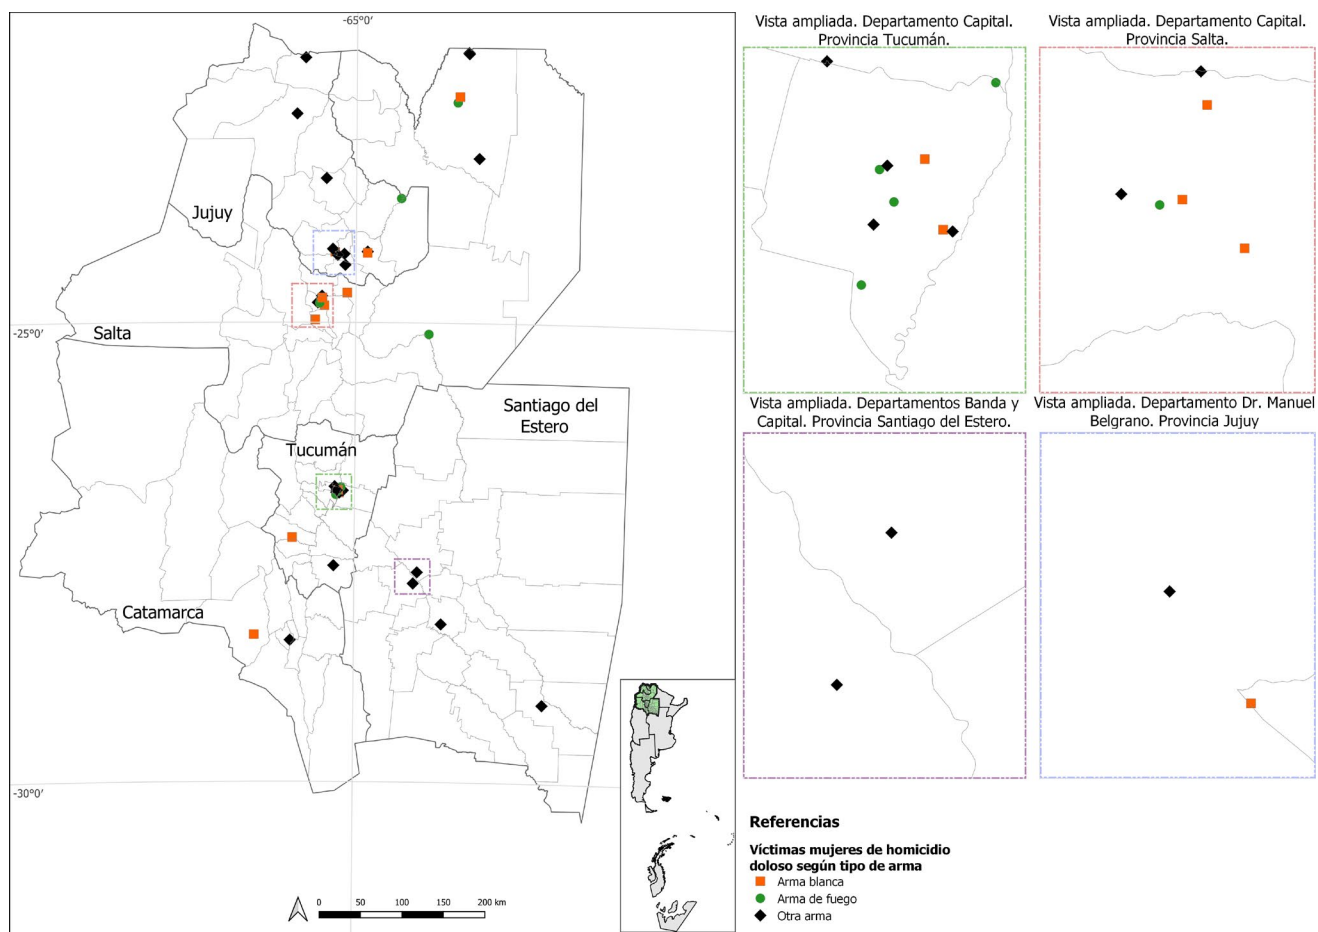 -65°0'
Jujuy
Salta
-25°0'
Santiago del
Estero
Tucumán
Catamarca
-30°0'
0 50 100 150 200 km
Vista ampliada. Departamento Capital.
Provincia Tucumán.
Vista ampliada. Departamento Capital.
Provincia Salta.
Vista ampliada. Departamentos Banda y
Capital. Provincia Santiago del Estero.
Vista ampliada. Departamento Dr. Manuel
Belgrano. Provincia Jujuy
Referencias
Víctimas mujeres de homicidio
doloso según tipo de arma
Arma blanca
Arma de fuego
Otra arma